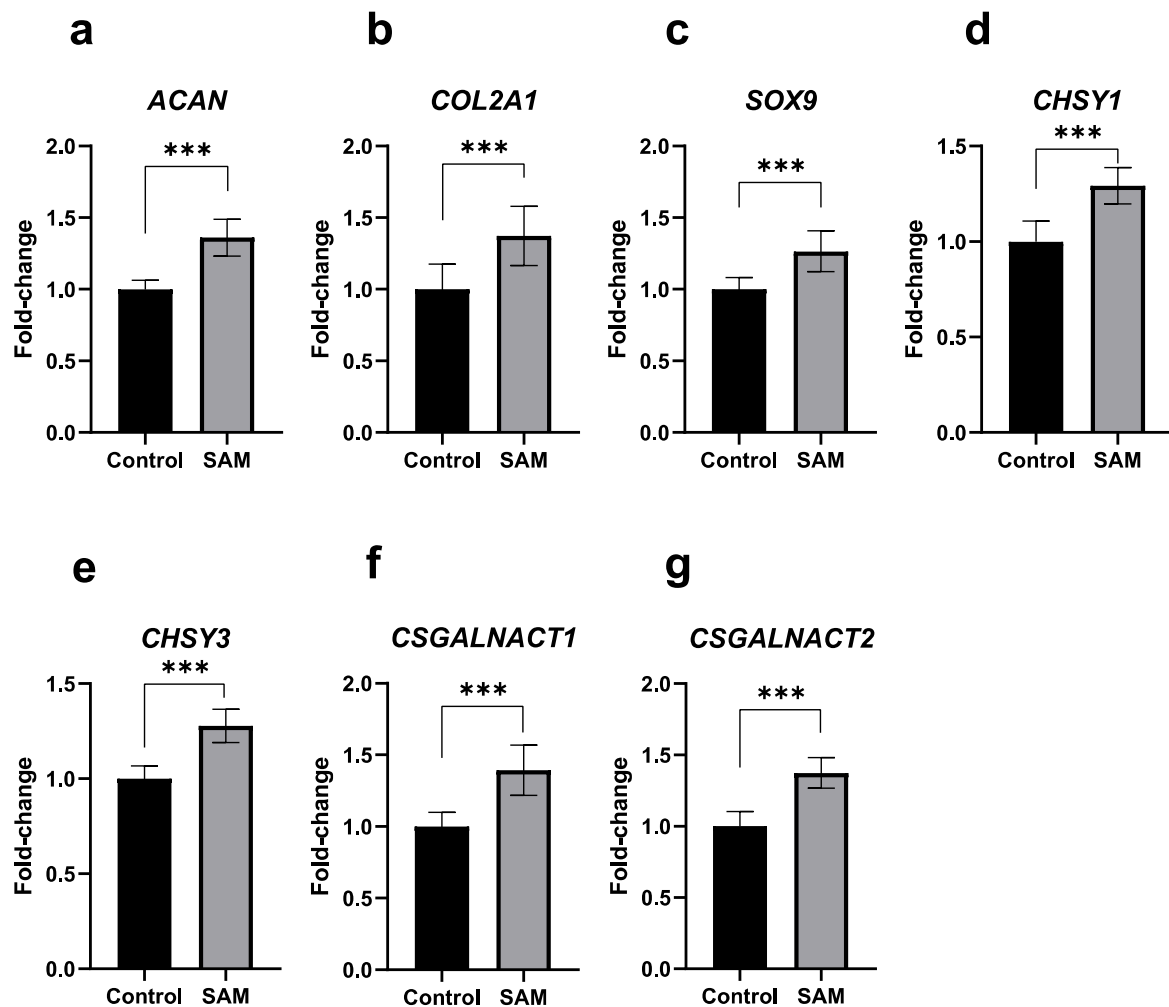 a b c d
ACAN COL2A1 SOX9 CHSY1
*** *** *** ***
Fold-change Fold-change Fold-change Fold-change
2.0 2.0 2.0 1.5
1.5 1.5 1.5 1.0
1.0 1.0 1.0 0.5
0.5 0.5 0.5 0.0
0.0 0.0 0.0
Control SAM Control SAM Control SAM Control SAM
e f g
CHSY3 CSGALNACT1 CSGALNACT2
*** *** ***
Fold-change Fold-change Fold-change
1.5 2.0 2.0
1.0 1.5 1.5
0.5 1.0 1.0
0.0 0.5 0.5
0.0 0.0
Control SAM Control SAM Control SAM